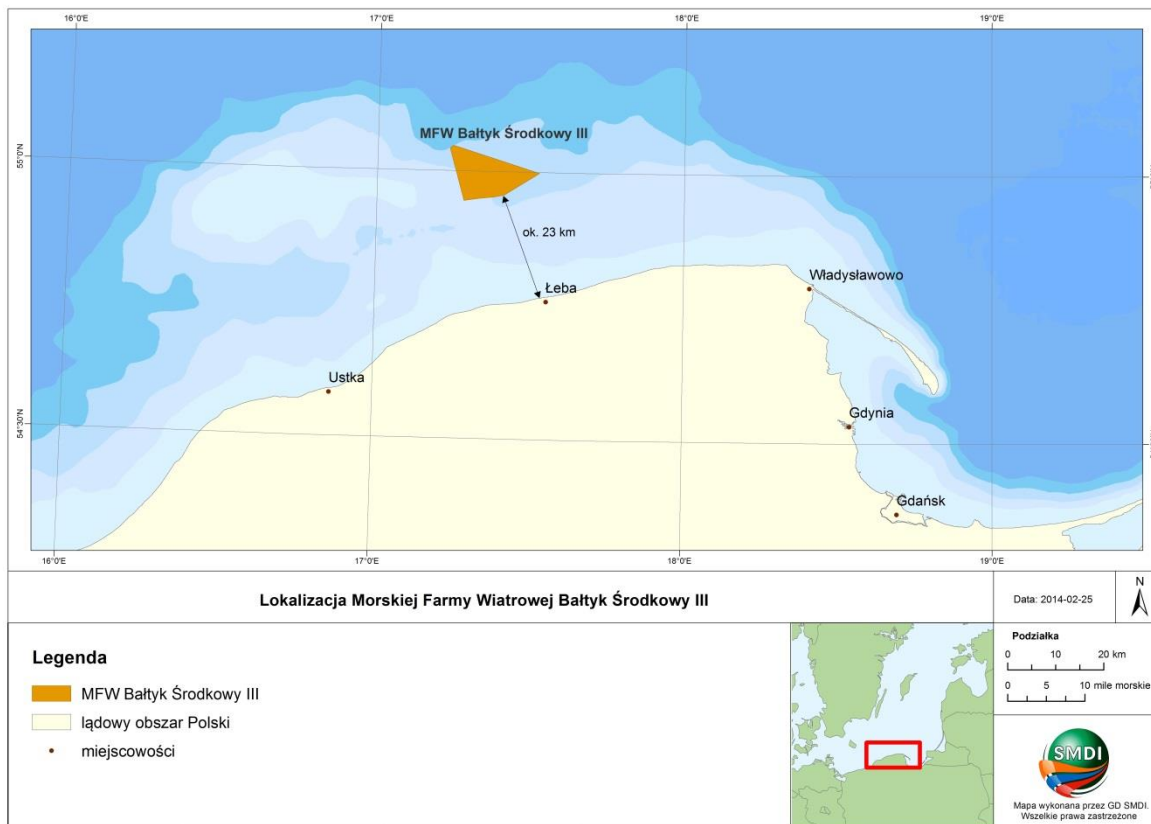 16°0'E 17°0'E 18°0'E 19°0'E
MFW Bałtyk Środkowy III
55°0'N
ok. 23 km
Władysławowo
Łeba
Ustka
54°30'N
Gdynia
Gdańsk
16°0'E 17°0'E 18°0'E 19°0'E
Lokalizacja Morskiej Farmy Wiatrowej Bałtyk Środkowy III
Data: 2014-02-25
N
Legenda
MFW Bałtyk Środkowy III
lądowy obszar Polski
miejscowości
Podziałka
0 10 20 km
0 5 10 mile morskie
SMDI
Mapa wykonana przez GD SMDI.
Wszelkie prawa zastrzeżone